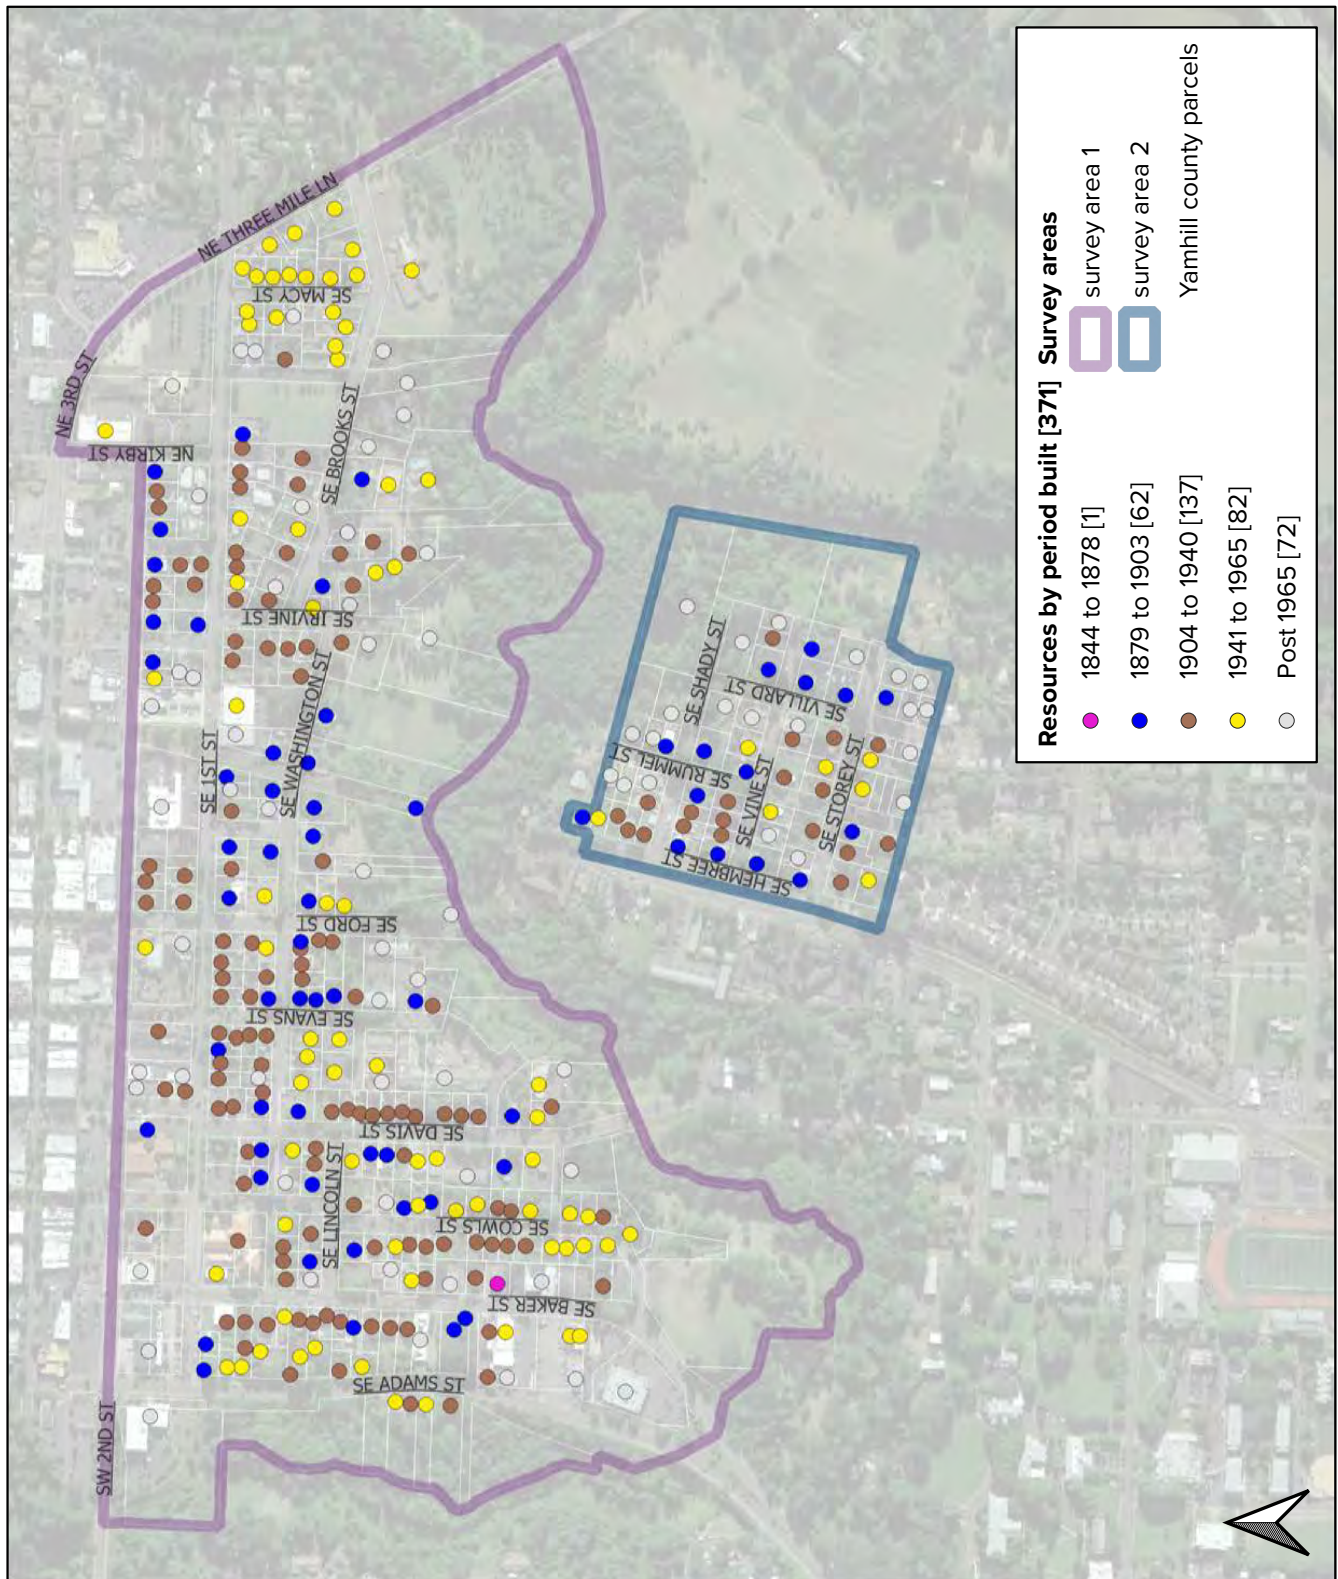 NE 3RD ST
NE THREE MILE LN
NE KIRBY ST
SE MACY ST
SE BROOKS ST
SE IRVINE ST
SE 1ST ST
SE WASHINGTON ST
SE FORD ST
SE EVANS ST
SE DAVIS ST
SE LINCOLN ST
SE COWLS ST
SE BAKER ST
SE ADAMS ST
SW 2ND ST
SE SHADY ST
SE VILLARD ST
SE RUMMEL ST
SE VINE ST
SE STOREY ST
SE HEMBREE ST
Resources by period built [371]
1844 to 1878 [1]
1879 to 1903 [62]
1904 to 1940 [137]
1941 to 1965 [82]
Post 1965 [72]
Survey areas
survey area 1
survey area 2
Yamhill county parcels